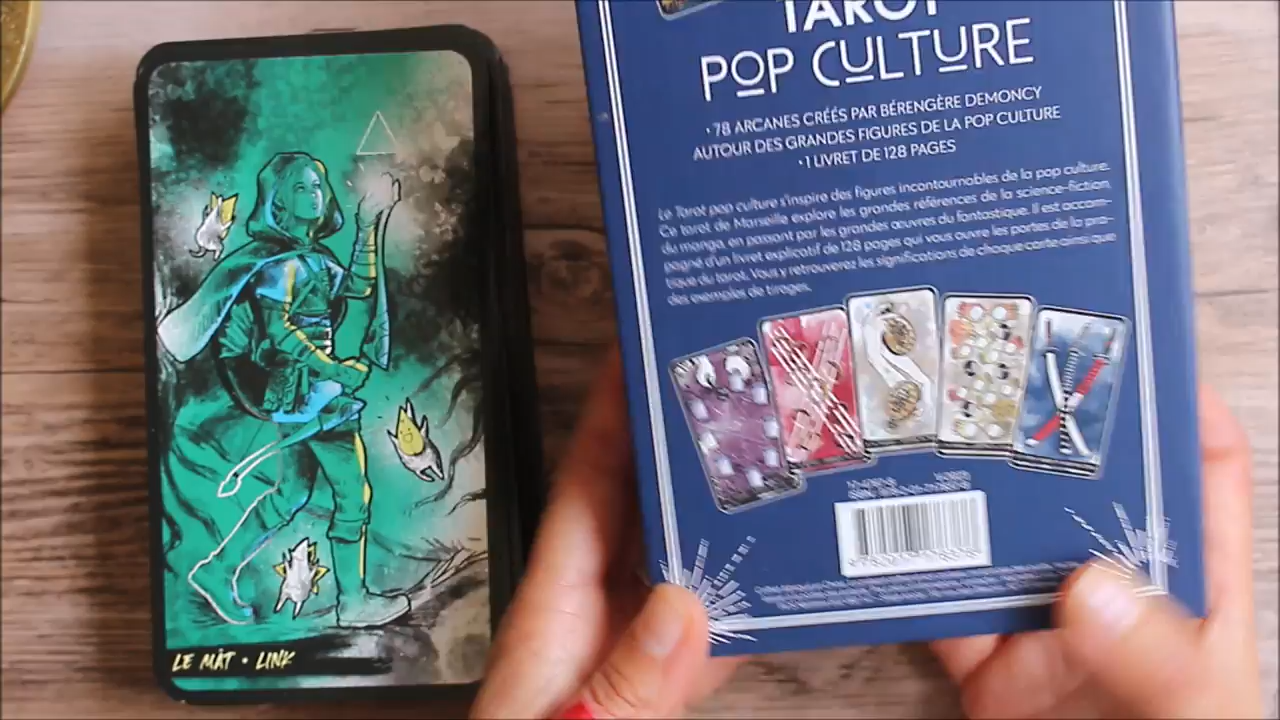 LE MÂT • LINK
TAROT
POP CULTURE
• 78 ARCANES CRÉÉS PAR BÉRENGÈRE DEMONCY
AUTOUR DES GRANDES FIGURES DE LA POP CULTURE
• 1 LIVRET DE 128 PAGES
Le Tarot pop culture s'inspire des figures incontournables de la pop culture.
Ce tarot de Marseille explore les grandes références de la science-fiction,
du manga, en passant par les grandes œuvres du fantastique. Il est accom-
pagné d'un livret explicatif de 128 pages qui vous ouvre les portes de la pra-
tique du tarot. Vous y retrouverez les significations de chaque carte ainsi que
des exemples de tirages.